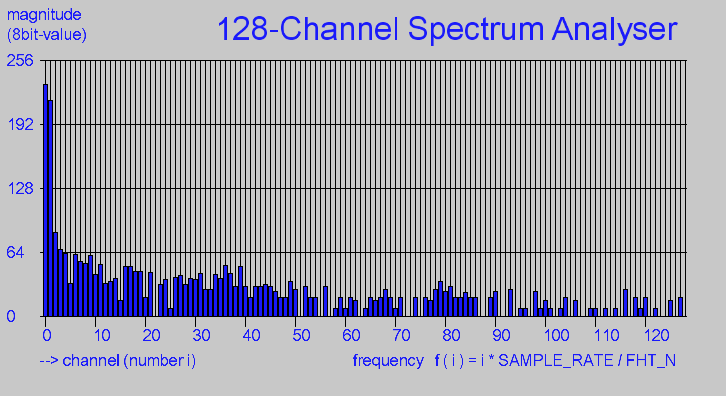 magnitude
(8bit-value)
128-Channel Spectrum Analyser
256
192
128
64
0
0 10 20 30 40 50 60 70 80 90 100 110 120
--> channel (number i) frequency f ( i ) = i * SAMPLE_RATE / FHT_N